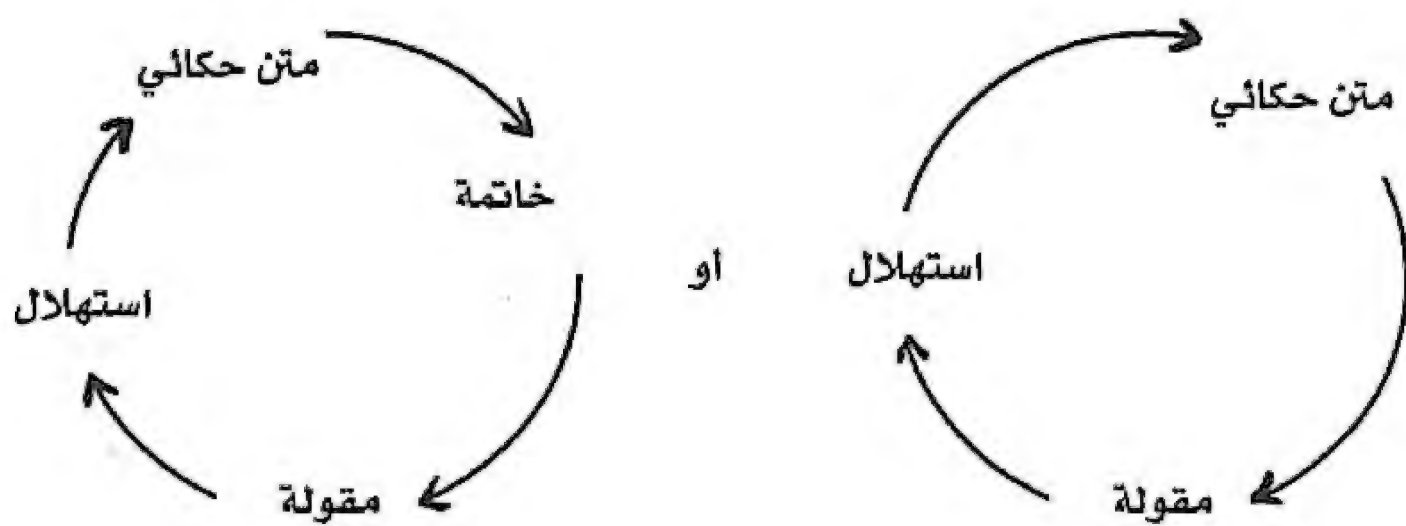 متن حكائي
استهلال
مقولة
أو
متن حكائي
خاتمة
استهلال
مقولة